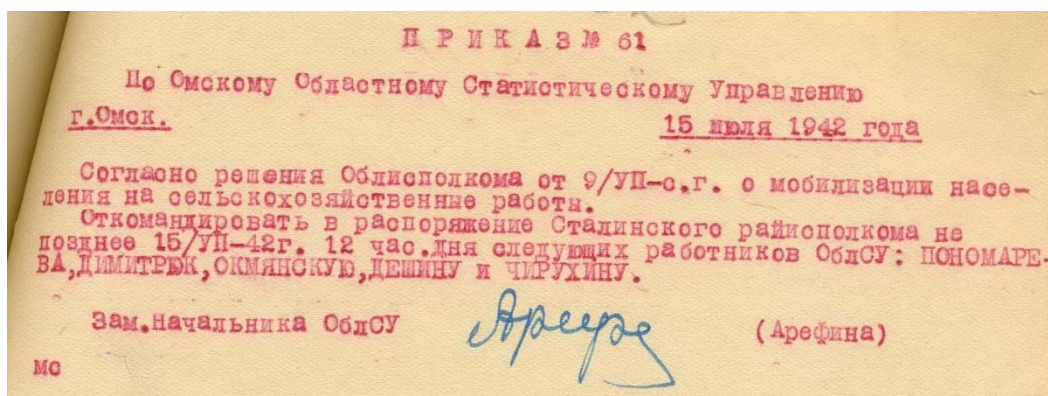 П Р И К А З № 61
По Омскому Областному Статистическому Управлению
г.Омск. 15 июля 1942 года
Согласно решения Облисполкома от 9/УП-с.г. о мобилизации насе-
ления на сельскохозяйственные работы.
Откомандировать в распоряжение Сталинского райисполкома не
позднее 15/УП-42г. 12 час.дня следующих работников ОблСУ: ПОНОМАРЕ-
ВА,ДИМИТРЮК,ОКМЯНСКУЮ,ДЕШИНУ и ЧИРУХИНУ.
Зам.Начальника ОблСУ (Арефина)
мс